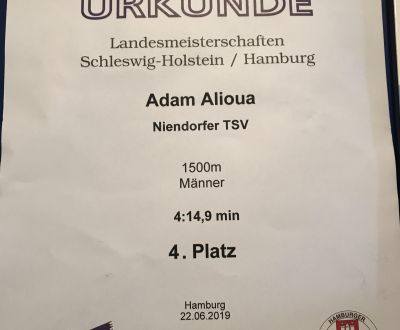 URKUNDE
Landesmeisterschaften
Schleswig-Holstein / Hamburg
Adam Alioua
Niendorfer TSV
1500m
Männer
4:14,9 min
4. Platz
Hamburg
22.06.2019
HAMBURGER